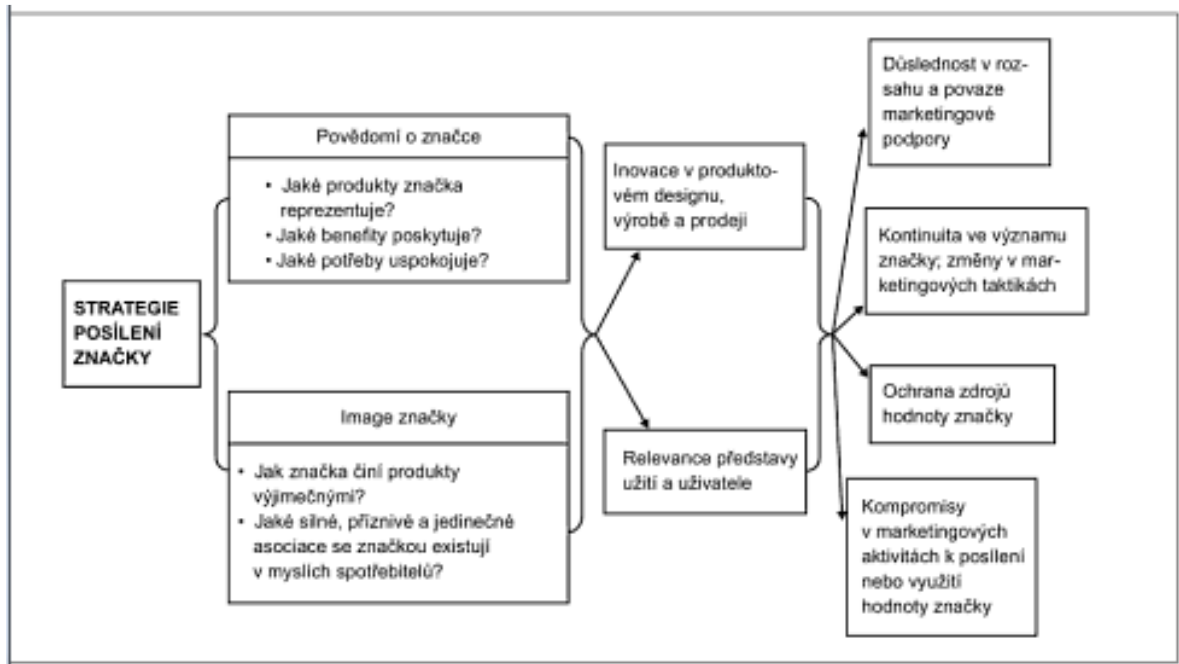 STRATEGIE
POSÍLENÍ
ZNAČKY
Povědomí o značce
• Jaké produkty značka
reprezentuje?
• Jaké benefity poskytuje?
• Jaké potřeby uspokojuje?
Image značky
• Jak značka činí produkty
výjimečnými?
• Jaké silné, příznivé a jedinečné
asociace se značkou existují
v myslích spotřebitelů?
Inovace v produkto-
vém designu,
výrobě a prodeji
Relevance představy
užití a uživatele
Důslednost v roz-
sahu a povaze
marketingové
podpory
Kontinuita ve významu
značky; změny v mar-
ketingových taktikách
Ochrana zdrojů
hodnoty značky
Kompromisy
v marketingových
aktivitách k posílení
nebo využití
hodnoty značky